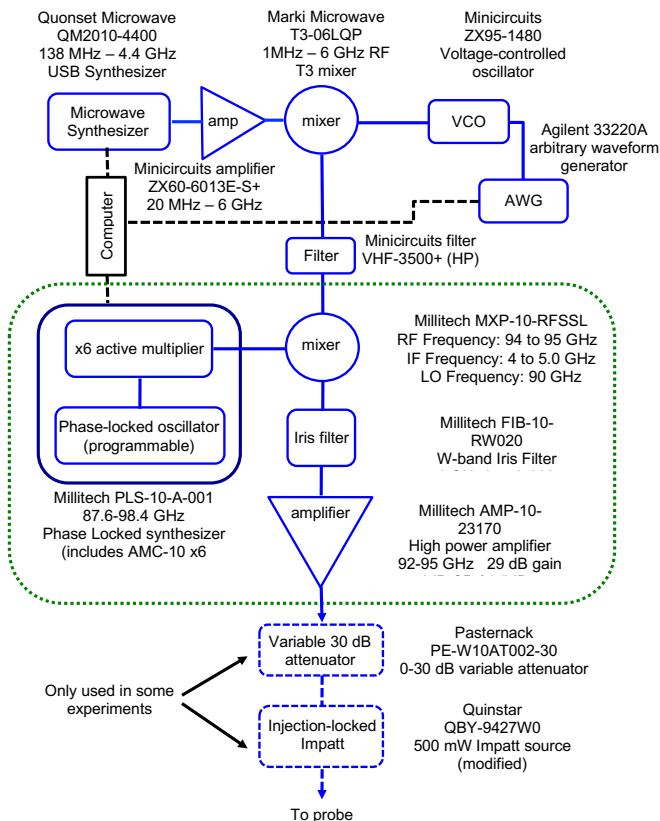 Quonset Microwave
QM2010-4400
138 MHz – 4.4 GHz
USB Synthesizer
Marki Microwave
T3-06LQP
1MHz – 6 GHz RF
T3 mixer
Minicircuits
ZX95-1480
Voltage-controlled
oscillator
Microwave
Synthesizer
amp
mixer
VCO
Agilent 33220A
arbitrary waveform
generator
AWG
Minicircuits amplifier
ZX60-6013E-S+
20 MHz – 6 GHz
Computer
Filter
Minicircuits filter
VHF-3500+ (HP)
x6 active multiplier
mixer
Millitech MXP-10-RFSSL
RF Frequency: 94 to 95 GHz
IF Frequency: 4 to 5.0 GHz
LO Frequency: 90 GHz
Phase-locked oscillator
(programmable)
Iris filter
Millitech FIB-10-
RW020
W-band Iris Filter
Millitech PLS-10-A-001
87.6-98.4 GHz
Phase Locked synthesizer
(includes AMC-10 x6
amplifier
Millitech AMP-10-
23170
High power amplifier
92-95 GHz 29 dB gain
Variable 30 dB
attenuator
Pasternack
PE-W10AT002-30
0-30 dB variable attenuator
Only used in some
experiments
Injection-locked
Impatt
Quinstar
QBY-9427W0
500 mW Impatt source
(modified)
To probe